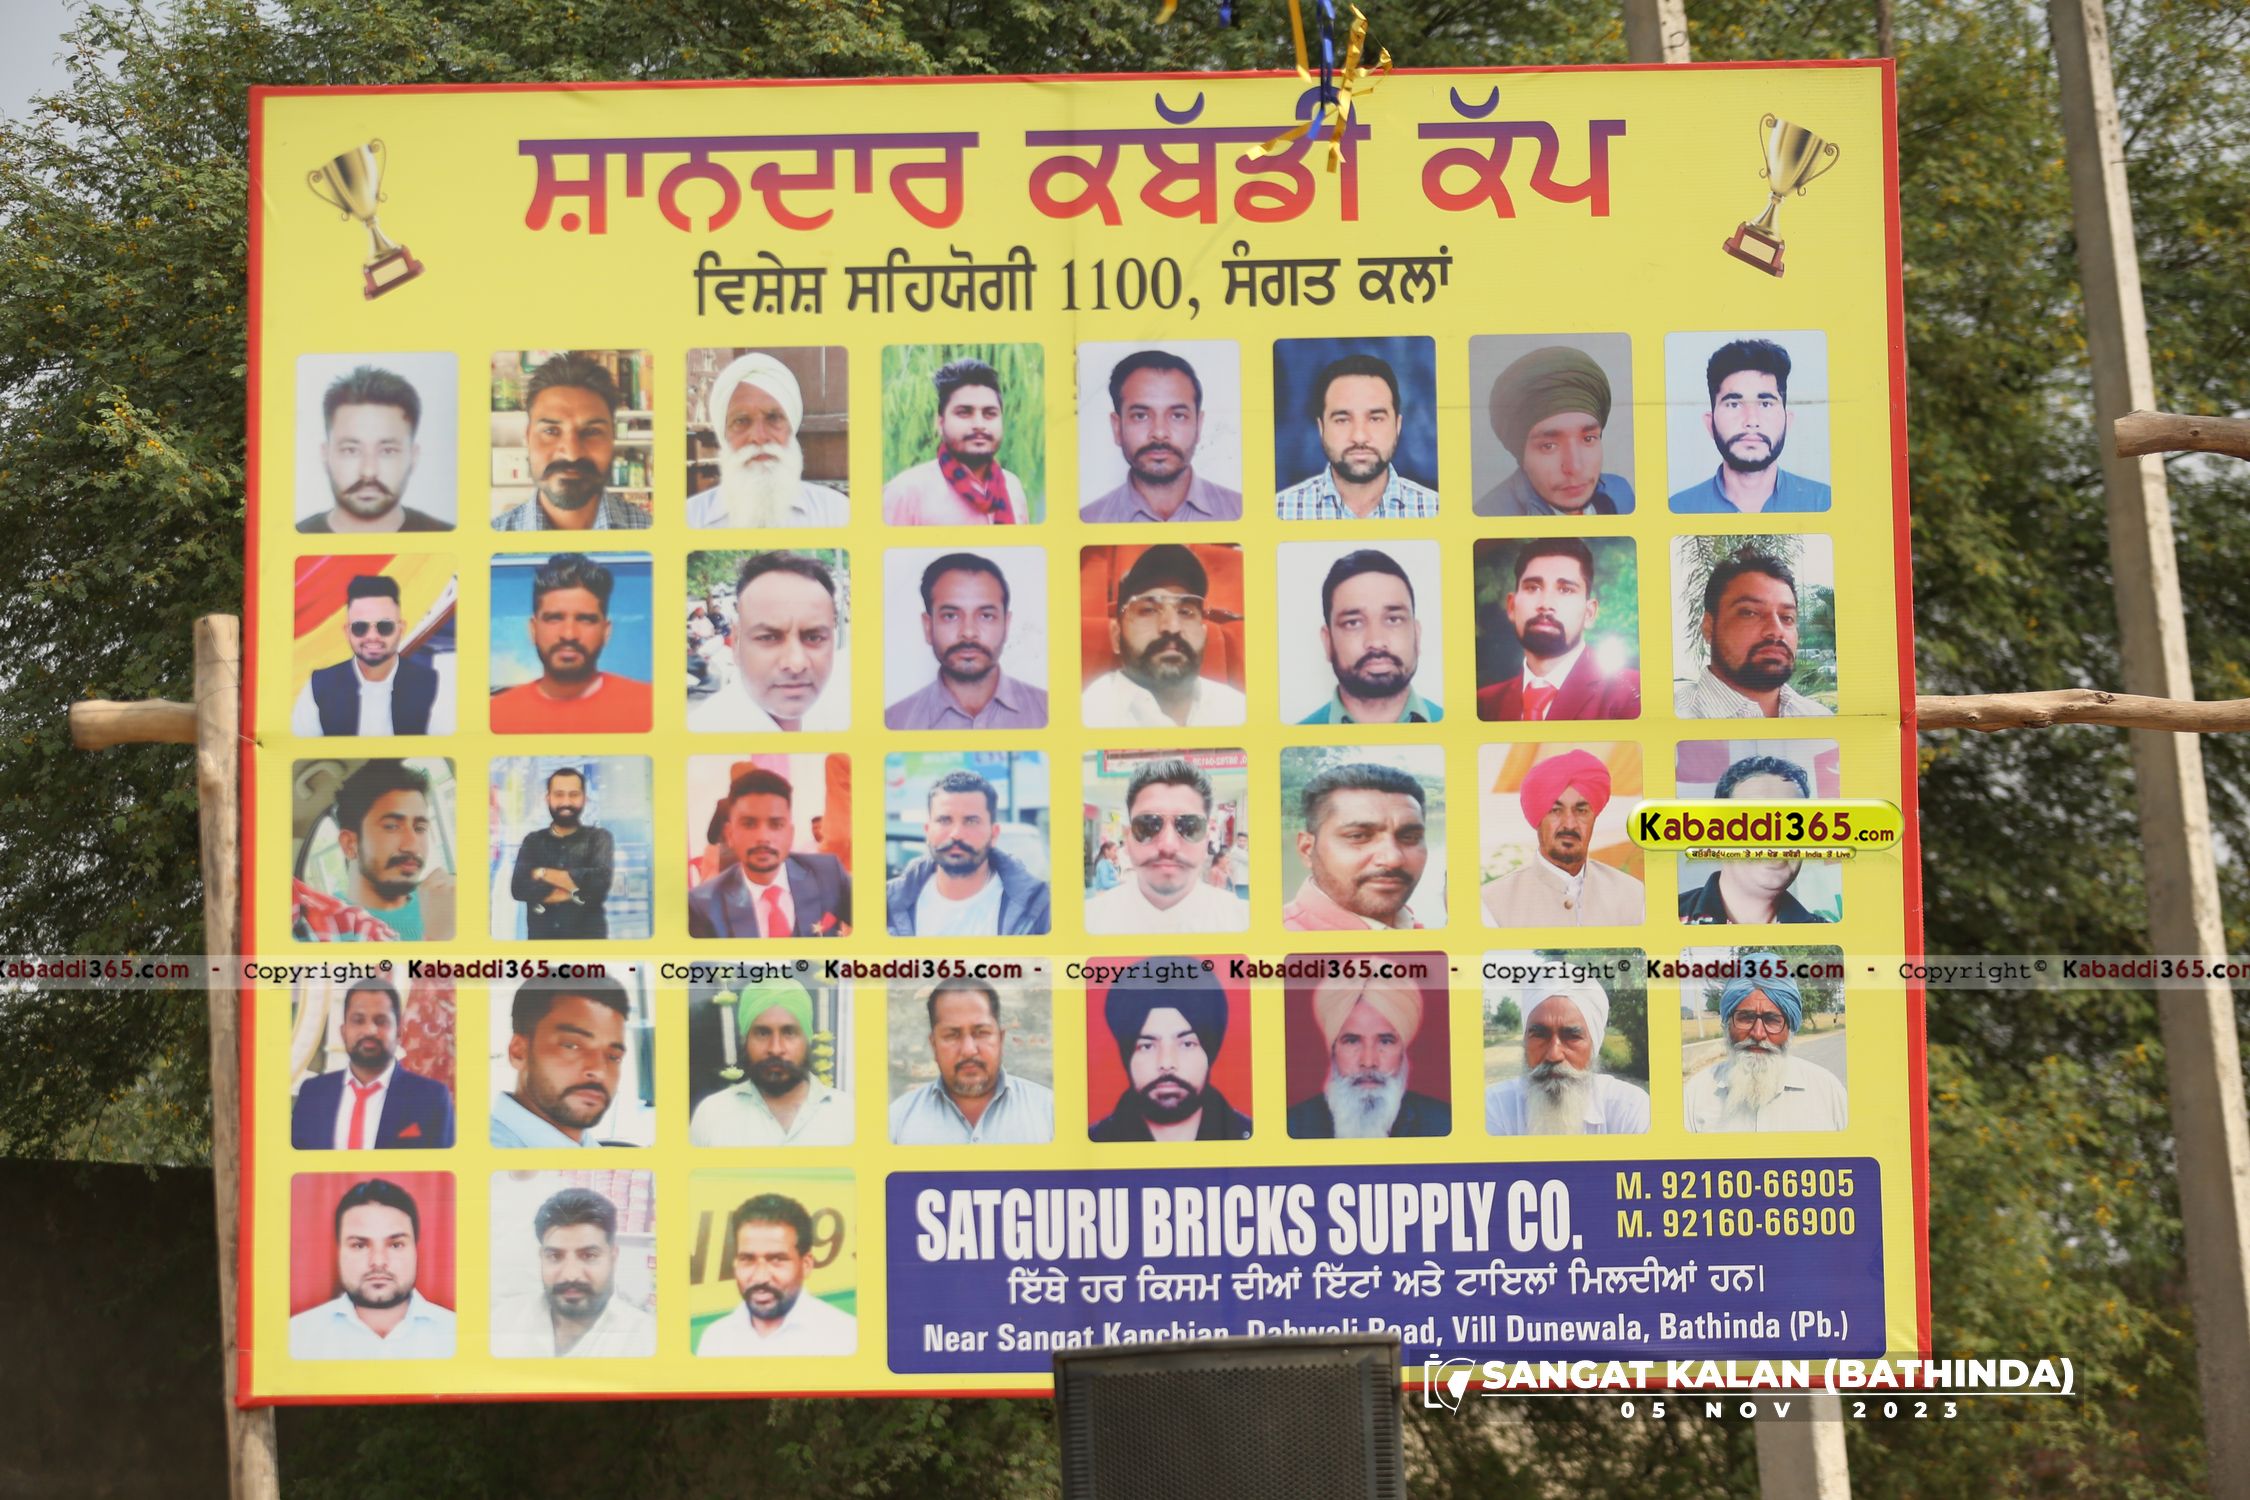 ਸ਼ਾਨਦਾਰ ਕਬੱਡੀ ਕੱਪ
ਵਿਸ਼ੇਸ਼ ਸਹਿਯੋਗੀ 1100, ਸੰਗਤ ਕਲਾਂ
Kabaddi365.com
Kabaddi365.com - Copyright© Kabaddi365.com - Copyright© Kabaddi365.com - Copyright© Kabaddi365.com - Copyright© Kabaddi365.com - Copyright© Kabaddi365.com
SATGURU BRICKS SUPPLY CO.
M. 92160-66905
M. 92160-66900
ਇੱਥੇ ਹਰ ਕਿਸਮ ਦੀਆਂ ਇੱਟਾਂ ਅਤੇ ਟਾਇਲਾਂ ਮਿਲਦੀਆਂ ਹਨ।
Near Sangat Kanchian, Dabwali Road, Vill Dunewala, Bathinda (Pb.)
SANGAT KALAN (BATHINDA)
05 NOV 2023